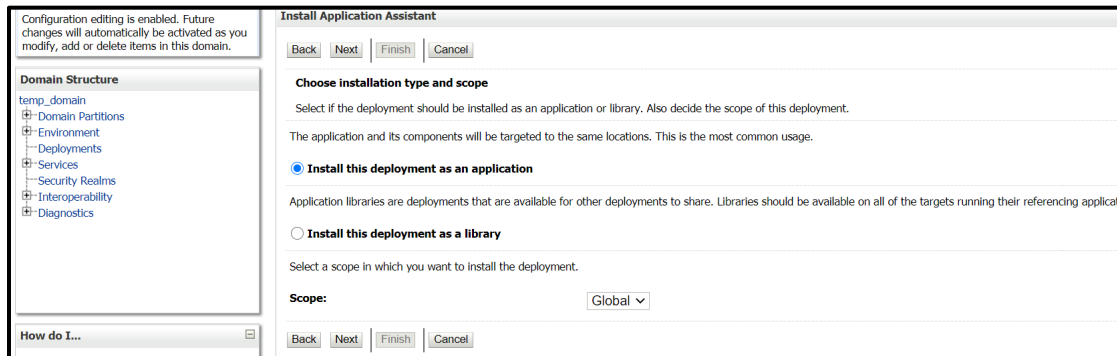 Configuration editing is enabled. Future
changes will automatically be activated as you
modify, add or delete items in this domain.
Domain Structure
temp_domain
Domain Partitions
Environment
Deployments
Services
Security Realms
Interoperability
Diagnostics
How do I...
Install Application Assistant
Back Next Finish Cancel
Choose installation type and scope
Select if the deployment should be installed as an application or library. Also decide the scope of this deployment.
The application and its components will be targeted to the same locations. This is the most common usage.
Install this deployment as an application
Application libraries are deployments that are available for other deployments to share. Libraries should be available on all of the targets running their referencing
Install this deployment as a library
Select a scope in which you want to install the deployment.
Scope: Global
Back Next Finish Cancel